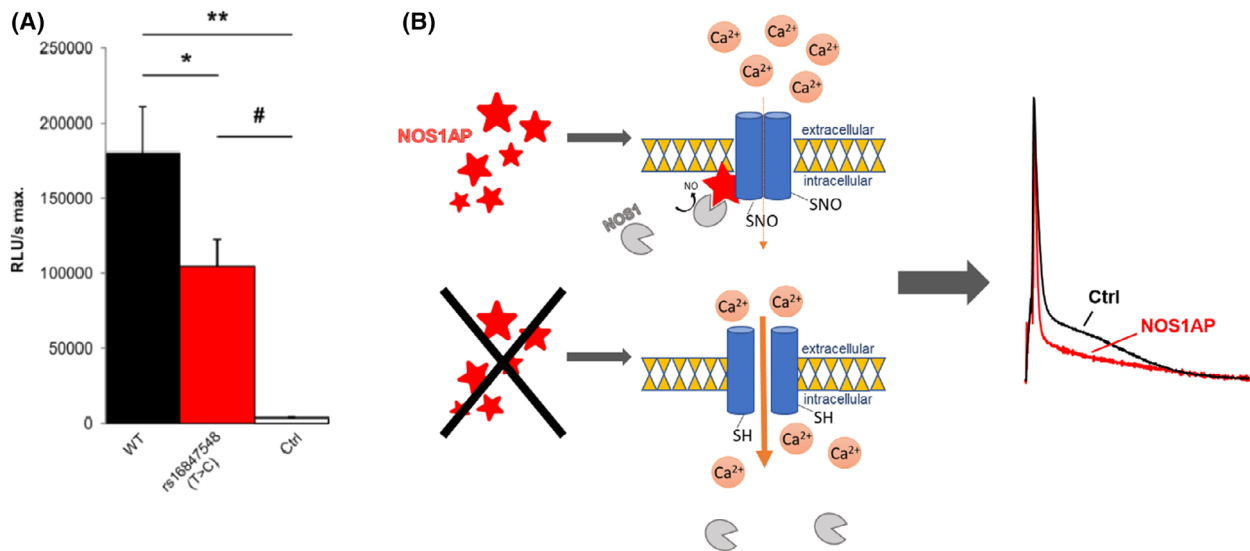 (A)
**
*
#
250000
200000
150000
100000
50000
0
RLU/s max.
WT
rs16847548
(T>C)
Ctrl
(B)
NOS1AP
Ca²⁺
Ca²⁺
Ca²⁺
Ca²⁺
Ca²⁺
extracellular
intracellular
NO
NOS1
SNO
SNO
Ca²⁺
Ca²⁺
extracellular
intracellular
SH
SH
Ca²⁺
Ca²⁺
Ca²⁺
Ctrl
NOS1AP